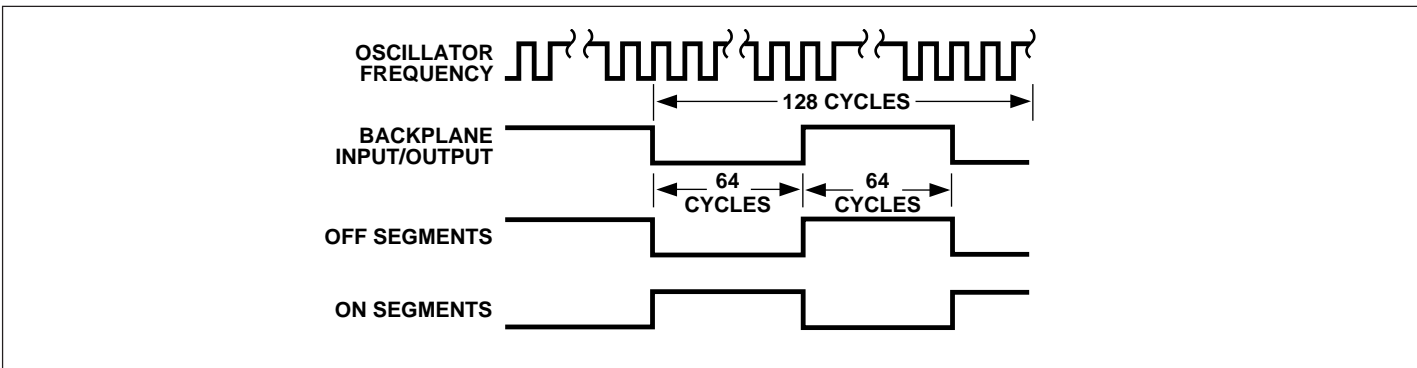 OSCILLATOR
FREQUENCY
128 CYCLES
BACKPLANE
INPUT/OUTPUT
64
CYCLES
64
CYCLES
OFF SEGMENTS
ON SEGMENTS